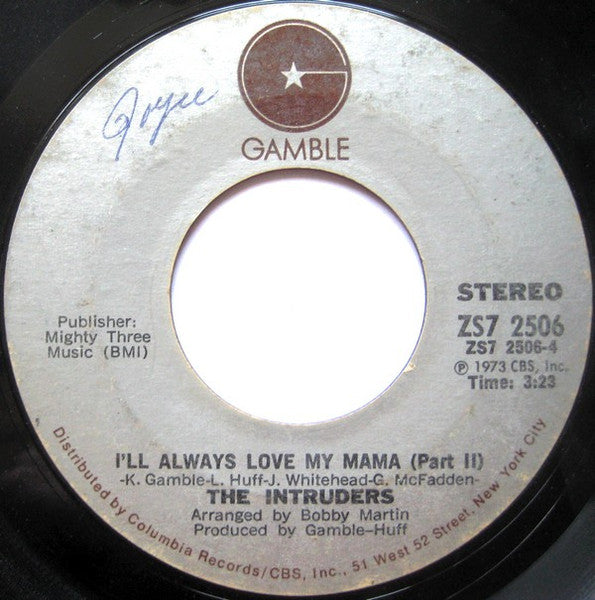 Joyce
GAMBLE
STEREO
ZS7 2506
ZS7 2506-4
Ⓟ 1973 CBS, Inc.
Time: 3:23
Publisher:
Mighty Three
Music (BMI)
I'LL ALWAYS LOVE MY MAMA (Part II)
-K. Gamble-L. Huff-J. Whitehead-G. McFadden-
THE INTRUDERS
Arranged by Bobby Martin
Produced by Gamble-Huff
Distributed by Columbia Records/CBS, Inc., 51 West 52 Street, New York City